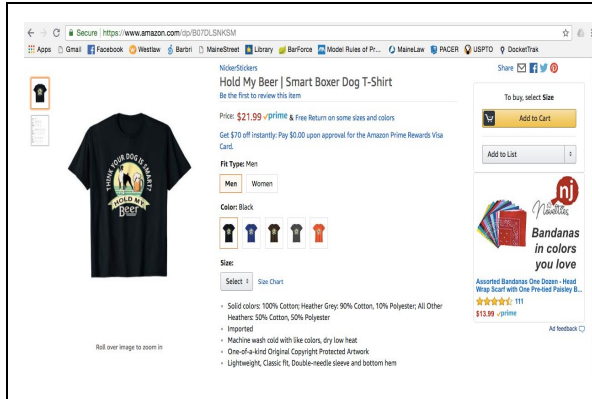 Secure https://www.amazon.com/dp/B07DLSNKSM
Apps Gmail Facebook Westlaw Barbri MaineStreet Library BarForce Model Rules of Pr... MaineLaw PACER USPTO DocketTrak
NickerStickers
Share
Hold My Beer | Smart Boxer Dog T-Shirt
Be the first to review this item
Price: $21.99 prime & Free Return on some sizes and colors
Get $70 off instantly: Pay $0.00 upon approval for the Amazon Prime Rewards Visa
Card.
Fit Type: Men
Men Women
Color: Black
Size:
Select Size Chart
Solid colors: 100% Cotton; Heather Grey: 90% Cotton, 10% Polyester; All Other
Heathers: 50% Cotton, 50% Polyester
Imported
Machine wash cold with like colors, dry low heat
One-of-a-kind Original Copyright Protected Artwork
Lightweight, Classic fit, Double-needle sleeve and bottom hem
THINK YOUR DOG IS SMART?
HOLD MY
Beer
Roll over image to zoom in
To buy, select Size
Add to Cart
Add to List
nj
Novelties
Bandanas
in colors
you love
Assorted Bandanas One Dozen - Head
Wrap Scarf with One Pre-tied Paisley B...
111
$13.99 prime
Ad feedback